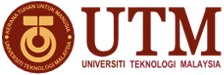 KERANA TUHAN UNTUK MANUSIA
UNIVERSITI TEKNOLOGI MALAYSIA
UTM
UNIVERSITI TEKNOLOGI MALAYSIA